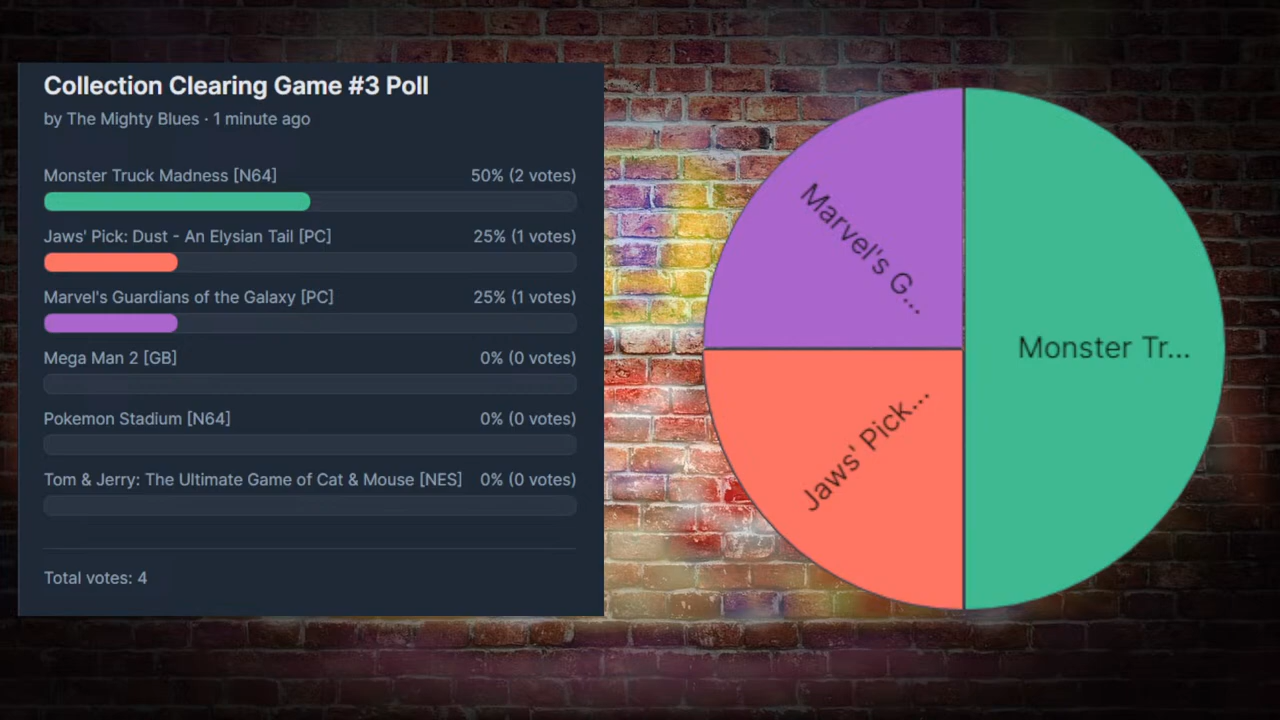 Collection Clearing Game #3 Poll
by The Mighty Blues · 1 minute ago
Monster Truck Madness [N64] 50% (2 votes)
Jaws' Pick: Dust - An Elysian Tail [PC] 25% (1 votes)
Marvel's Guardians of the Galaxy [PC] 25% (1 votes)
Mega Man 2 [GB] 0% (0 votes)
Pokemon Stadium [N64] 0% (0 votes)
Tom & Jerry: The Ultimate Game of Cat & Mouse [NES] 0% (0 votes)
Total votes: 4
Marvel's G...
Monster Tr...
Jaws' Pick...